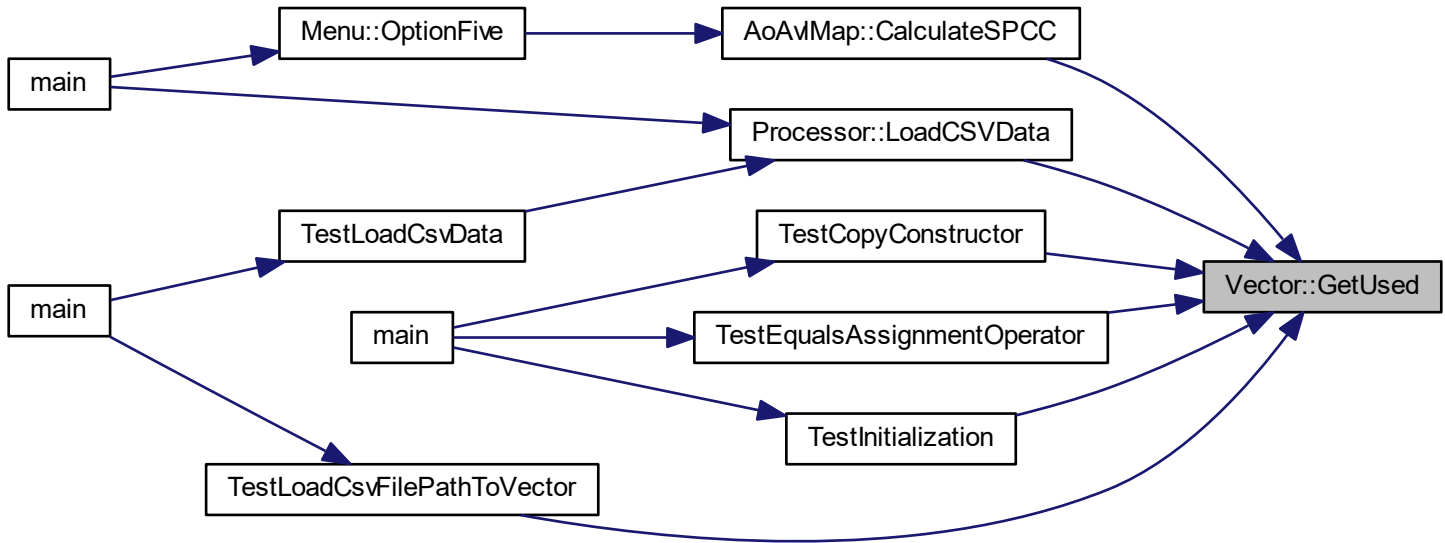 Menu::OptionFive
AoAvlMap::CalculateSPCC
main
Processor::LoadCSVData
TestLoadCsvData
TestCopyConstructor
Vector::GetUsed
main
main
TestEqualsAssignmentOperator
TestInitialization
TestLoadCsvFilePathToVector